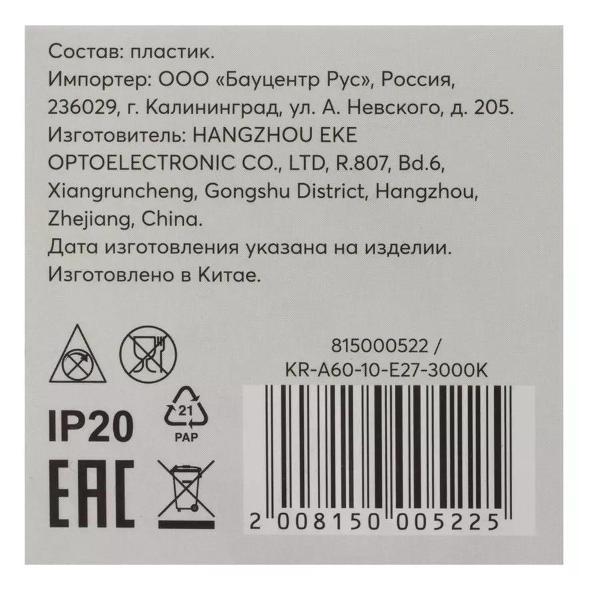 Состав: пластик.
Импортер: ООО «Бауцентр Рус», Россия,
236029, г. Калининград, ул. А. Невского, д. 205.
Изготовитель: HANGZHOU EKE
OPTOELECTRONIC CO., LTD, R.807, Bd.6,
Xiangruncheng, Gongshu District, Hangzhou,
Zhejiang, China.
Дата изготовления указана на изделии.
Изготовлено в Китае.
815000522 /
KR-A60-10-E27-3000K
IP20
21
PAP
EAC
2 008150 005225